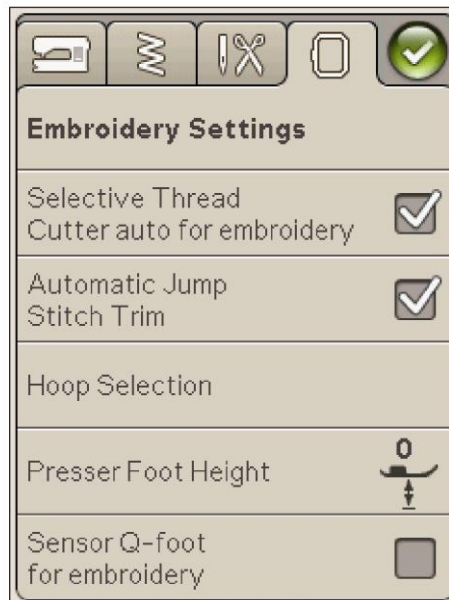 Embroidery Settings
Selective Thread
Cutter auto for embroidery
Automatic Jump
Stitch Trim
Hoop Selection
0
Presser Foot Height
Sensor Q-foot
for embroidery